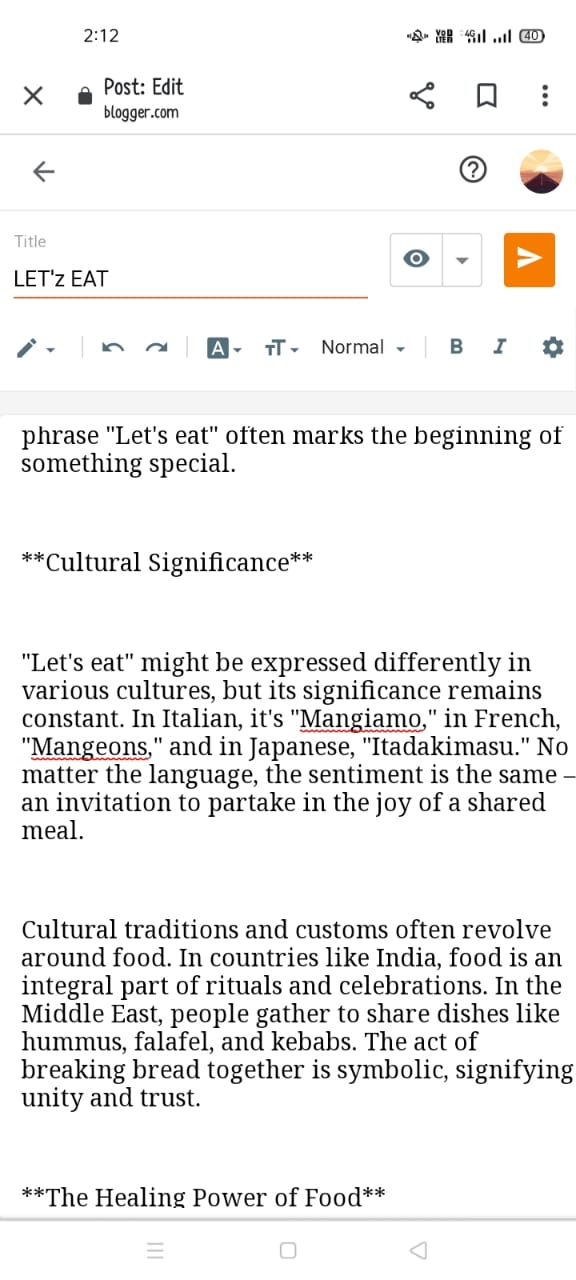 2:12
VoD LTER 4G 40
Post: Edit
blogger.com
Title
LET'z EAT
A TT Normal B I
phrase "Let's eat" often marks the beginning of
something special.
**Cultural Significance**
"Let's eat" might be expressed differently in
various cultures, but its significance remains
constant. In Italian, it's "Mangiamo," in French,
"Mangeons," and in Japanese, "Itadakimasu." No
matter the language, the sentiment is the same –
an invitation to partake in the joy of a shared
meal.
Cultural traditions and customs often revolve
around food. In countries like India, food is an
integral part of rituals and celebrations. In the
Middle East, people gather to share dishes like
hummus, falafel, and kebabs. The act of
breaking bread together is symbolic, signifying
unity and trust.
**The Healing Power of Food**